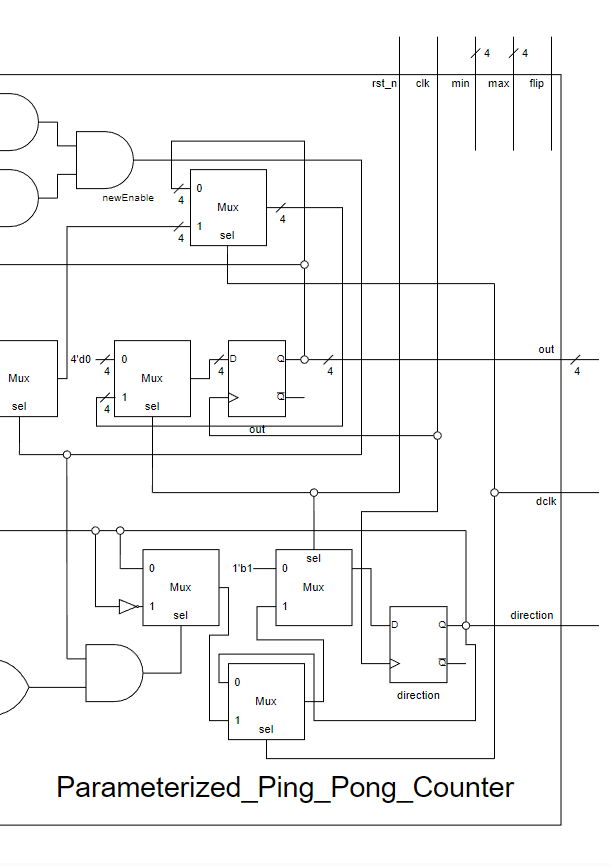 4
4
rst_n
clk
min
max
flip
newEnable
0
4
Mux
4
1
4
sel
out
4'd0
0
4
Mux
4
D
Q
4
4
Mux
1
4
Q
sel
sel
out
dclk
sel
0
1'b1
0
Mux
Mux
1
1
sel
direction
D
Q
0
Q
Mux
direction
1
sel
Parameterized_Ping_Pong_Counter